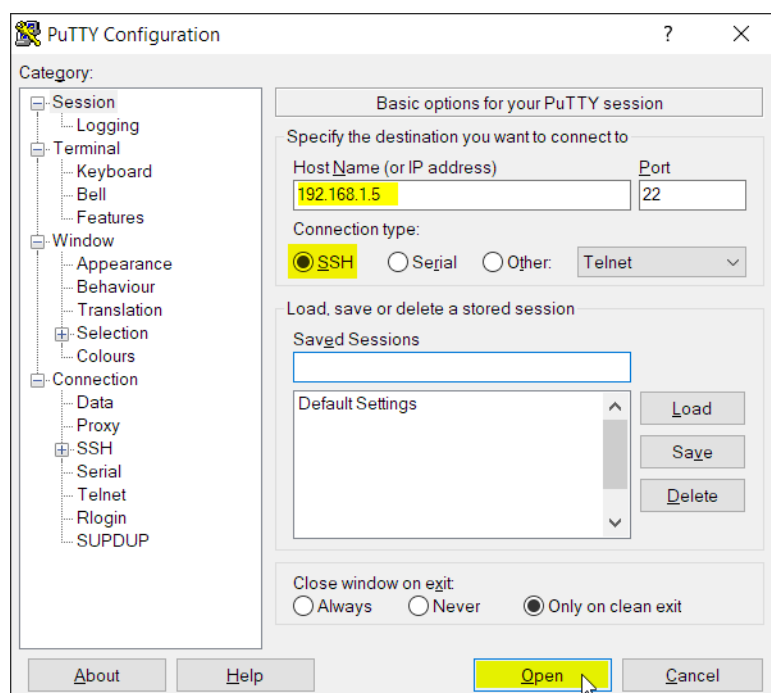 PuTTY Configuration
?
Category:
Session
Logging
Terminal
Keyboard
Bell
Features
Window
Appearance
Behaviour
Translation
Selection
Colours
Connection
Data
Proxy
SSH
Serial
Telnet
Rlogin
SUPDUP
Basic options for your PuTTY session
Specify the destination you want to connect to
Host Name (or IP address) Port
192.168.1.5 22
Connection type:
SSH Serial Other: Telnet
Load, save or delete a stored session
Saved Sessions
Default Settings
Load
Save
Delete
Close window on exit:
Always Never Only on clean exit
About Help Open Cancel